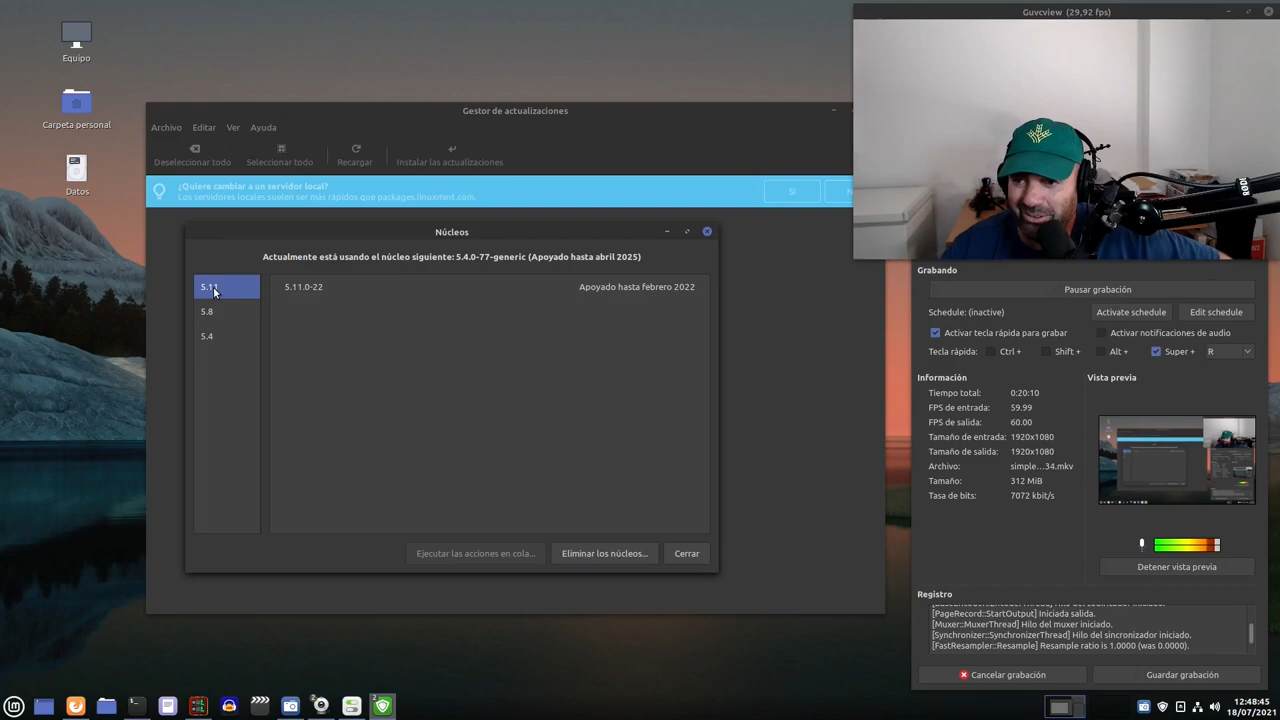 Guvcview (29,92 fps)
Equipo
Carpeta personal
Datos
Gestor de actualizaciones
Archivo Editar Ver Ayuda
Deseleccionar todo Seleccionar todo Recargar Instalar las actualizaciones
¿Quiere cambiar a un servidor local?
Los servidores locales suelen ser más rápidos que packages.linuxmint.com.
Sí
Núcleos
Actualmente está usando el núcleo siguiente: 5.4.0-77-generic (Apoyado hasta abril 2025)
5.11
5.8
5.4
5.11.0-22 Apoyado hasta febrero 2022
Ejecutar las acciones en cola... Eliminar los núcleos... Cerrar
Grabando
Pausar grabación
Schedule: (inactive) Activate schedule Edit schedule
Activar tecla rápida para grabar Activar notificaciones de audio
Tecla rápida: Ctrl + Shift + Alt + Super + R
Información
Tiempo total: 0:20:10
FPS de entrada: 59.99
FPS de salida: 60.00
Tamaño de entrada: 1920x1080
Tamaño de salida: 1920x1080
Archivo: simple...34.mkv
Tamaño: 312 MiB
Tasa de bits: 7072 kbit/s
Vista previa
Detener vista previa
Registro
[PageRecord::StartOutput] Iniciada salida.
[Muxer::MuxerThread] Hilo del muxer iniciado.
[Synchronizer::SynchronizerThread] Hilo del sincronizador iniciado.
[FastResampler::Resample] Resample ratio is 1.0000 (was 0.0000).
Cancelar grabación Guardar grabación
2
2
12:48:45
18/07/2021